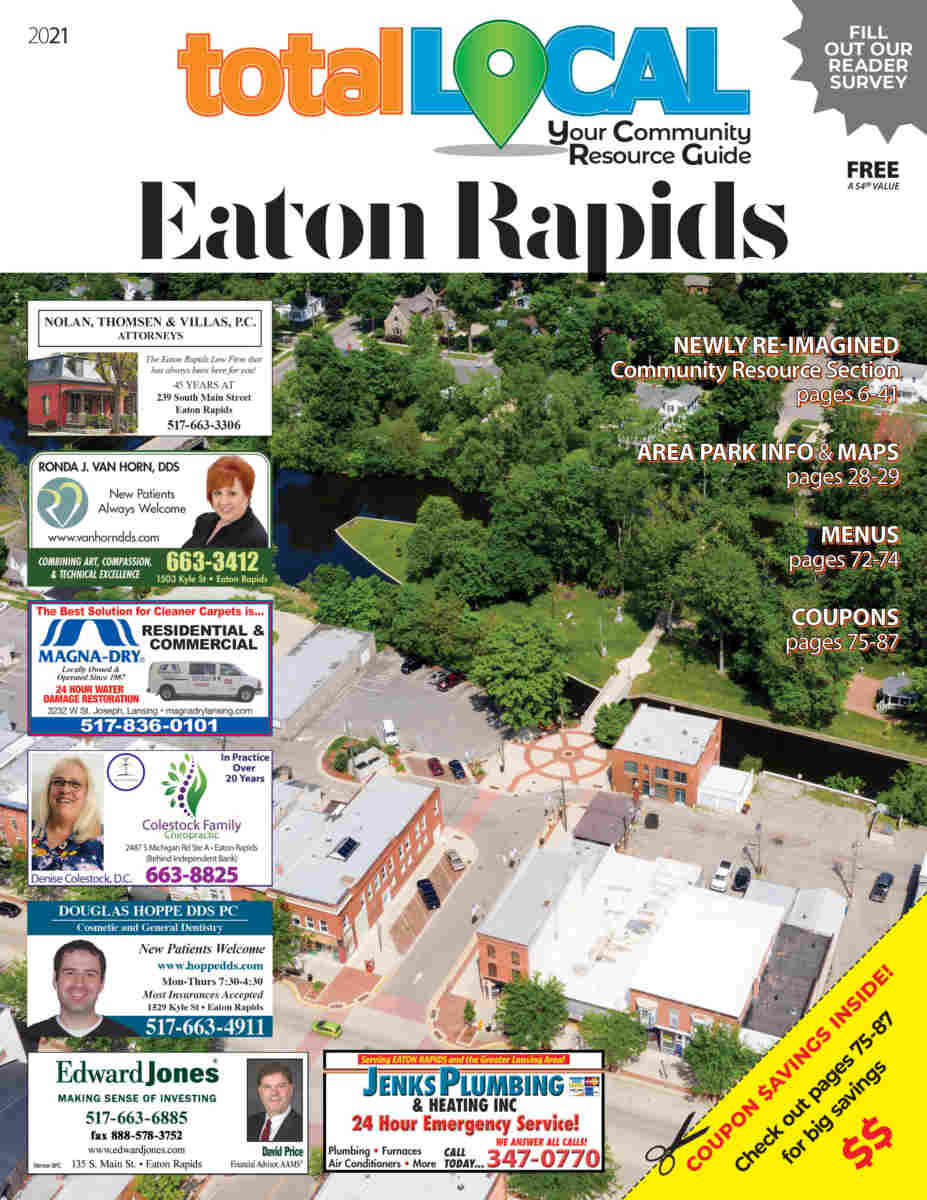 2021
totalLOCAL
Your Community
Resource Guide
FILL
OUT OUR
READER
SURVEY
FREE
Eaton Rapids
NOLAN, THOMSEN & VILLAS, P.C.
ATTORNEYS
The Eaton Rapids Law Firm that
has always been here for you!
45 YEARS AT
239 South Main Street
Eaton Rapids
517-663-3306
RONDA J. VAN HORN, DDS
New Patients
Always Welcome
www.vanhorndds.com
COMBINING ART, COMPASSION,
& TECHNICAL EXCELLENCE
663-3412
1503 Kyle St • Eaton Rapids
The Best Solution for Cleaner Carpets is...
MAGNA-DRY®
RESIDENTIAL &
COMMERCIAL
Locally Owned &
Operated Since 1987
24 HOUR WATER
DAMAGE RESTORATION
3232 W St. Joseph, Lansing • magnadrylansing.com
517-836-0101
In Practice
Over
20 Years
Colestock Family
Chiropractic
2487 S Michigan Rd Ste A • Eaton Rapids
(Behind Independent Bank)
Denise Colestock, D.C.
663-8825
DOUGLAS HOPPE DDS PC
Cosmetic and General Dentistry
New Patients Welcome
www.hoppedds.com
Mon-Thurs 7:30-4:30
Most Insurances Accepted
1529 Kyle St • Eaton Rapids
517-663-4911
Edward Jones®
MAKING SENSE OF INVESTING
517-663-6885
fax 888-578-3752
www.edwardjones.com
Member SIPC
135 S. Main St. • Eaton Rapids
David Price
Financial Advisor, AAMS®
Serving EATON RAPIDS and the Greater Lansing Area!
JENKS PLUMBING
& HEATING INC
24 Hour Emergency Service!
WE ANSWER ALL CALLS!
Plumbing • Furnaces
Air Conditioners • More
CALL
TODAY...
347-0770
NEWLY RE-IMAGINED
Community Resource Section
pages 6-41
AREA PARK INFO & MAPS
pages 28-29
MENUS
pages 72-74
COUPONS
pages 75-87
COUPON $AVINGS INSIDE!
Check out pages 75-87
for big savings
$$